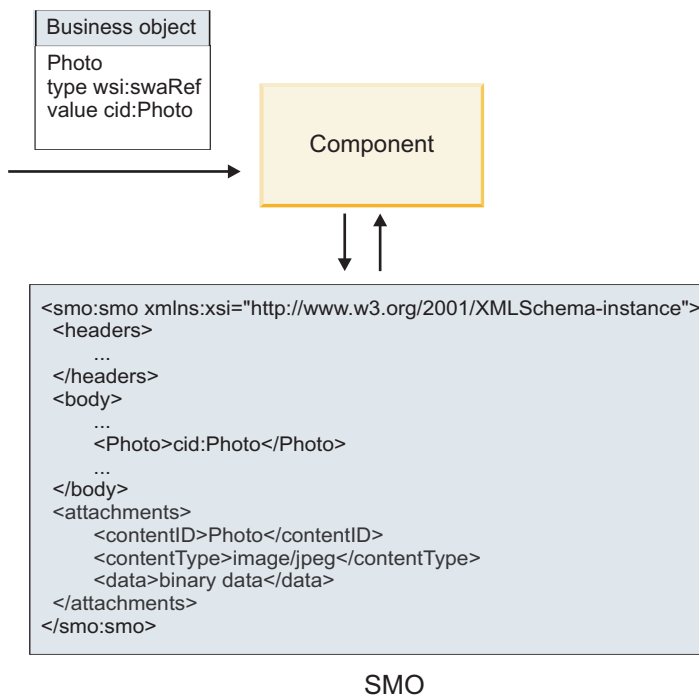 Business object
Photo
type wsi:swaRef
value cid:Photo
Component
<smo:smo xmlns:xsi="http://www.w3.org/2001/XMLSchema-instance">
<headers>
...
</headers>
<body>
...
<Photo>cid:Photo</Photo>
...
</body>
<attachments>
<contentID>Photo</contentID>
<contentType>image/jpeg</contentType>
<data>binary data</data>
</attachments>
</smo:smo>
SMO